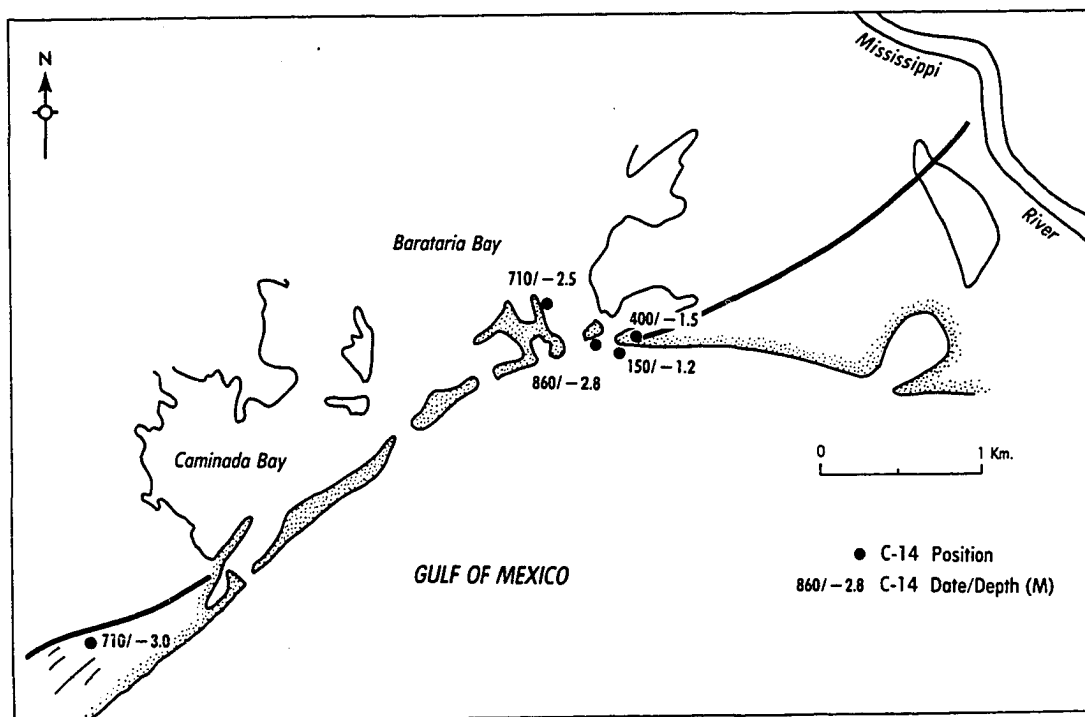 Mississippi
N
River
Barataria Bay
710/−2.5
400/−1.5
150/−1.2
860/−2.8
0 1 Km.
Caminada Bay
● C-14 Position
GULF OF MEXICO
860/−2.8 C-14 Date/Depth (M)
710/−3.0